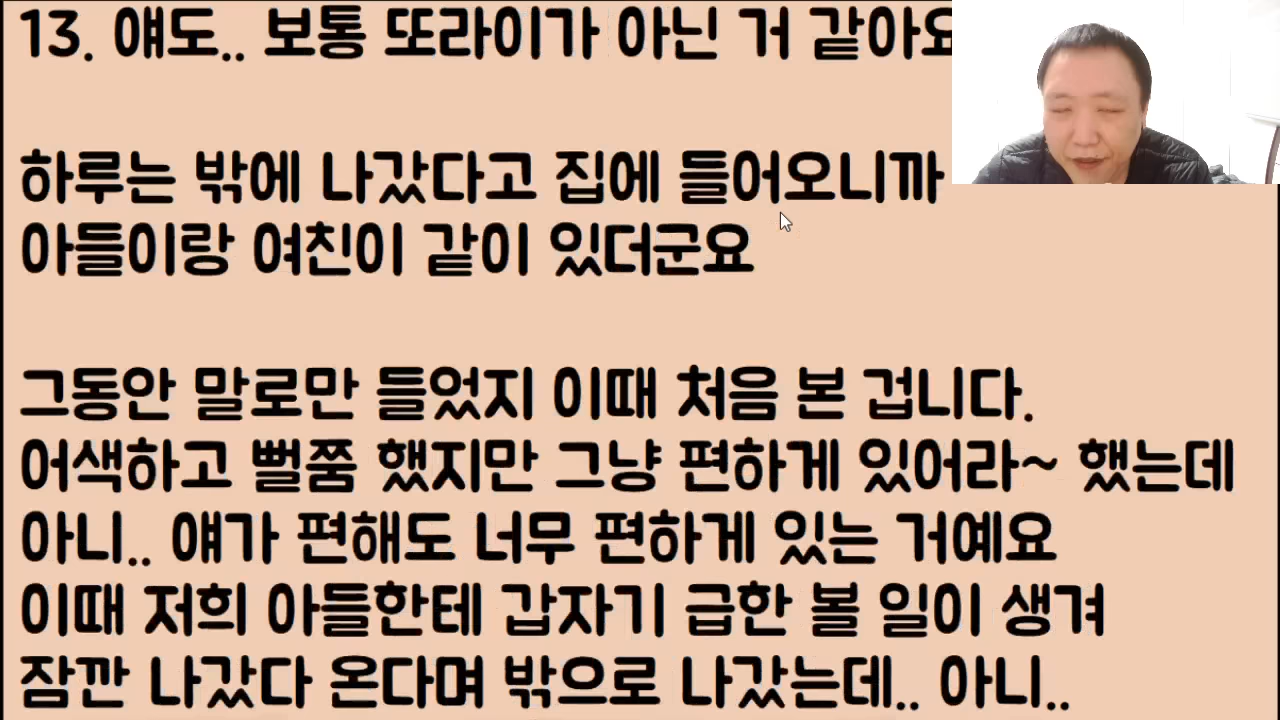 13. 얘도.. 보통 또라이가 아닌 거 같아요
하루는 밖에 나갔다고 집에 들어오니까
아들이랑 여친이 같이 있더군요
그동안 말로만 들었지 이때 처음 본 겁니다.
어색하고 뻘쭘 했지만 그냥 편하게 있어라~ 했는데
아니.. 얘가 편해도 너무 편하게 있는 거예요
이때 저희 아들한테 갑자기 급한 볼 일이 생겨
잠깐 나갔다 온다며 밖으로 나갔는데.. 아니..